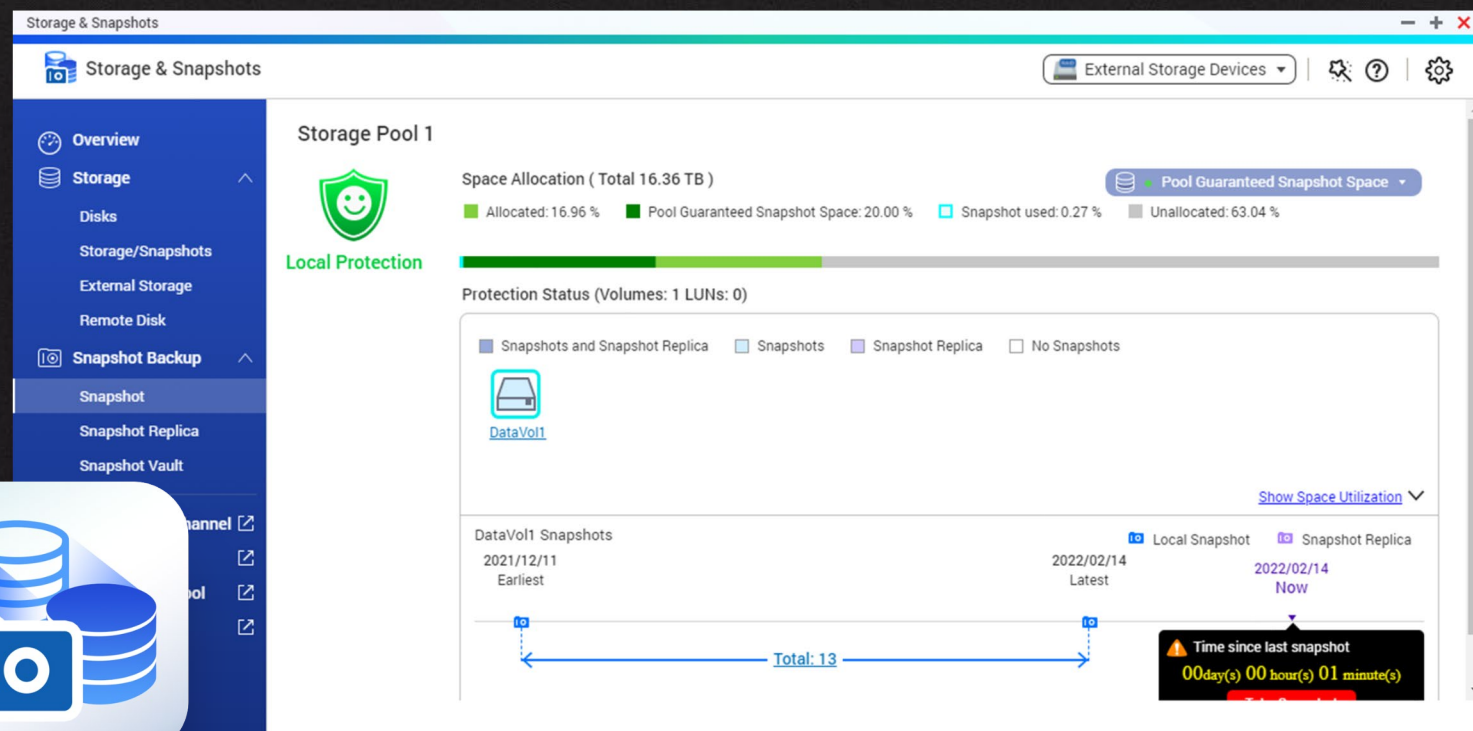 Storage & Snapshots
Storage & Snapshots
External Storage Devices
Overview
Storage
Disks
Storage/Snapshots
External Storage
Remote Disk
Snapshot Backup
Snapshot
Snapshot Replica
Snapshot Vault
Storage Pool 1
Local Protection
Space Allocation ( Total 16.36 TB )
Pool Guaranteed Snapshot Space
Allocated: 16.96 % Pool Guaranteed Snapshot Space: 20.00 % Snapshot used: 0.27 % Unallocated: 63.04 %
Protection Status (Volumes: 1 LUNs: 0)
Snapshots and Snapshot Replica Snapshots Snapshot Replica No Snapshots
DataVol1
Show Space Utilization
DataVol1 Snapshots
Local Snapshot Snapshot Replica
2021/12/11
Earliest
2022/02/14
Latest
2022/02/14
Now
Total: 13
Time since last snapshot
00day(s) 00 hour(s) 01 minute(s)